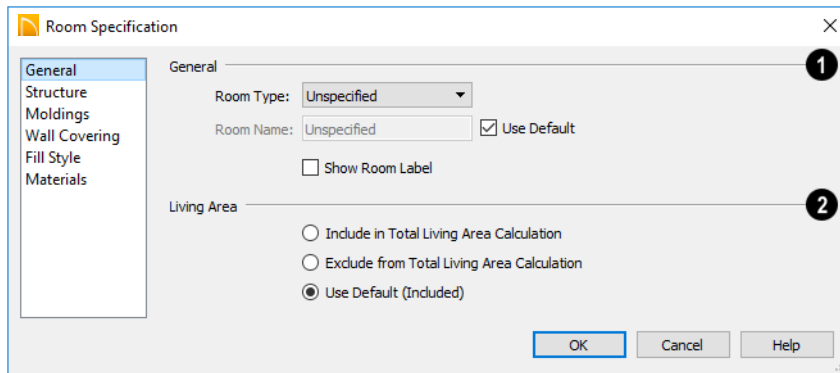 Room Specification
General
Structure
Moldings
Wall Covering
Fill Style
Materials
General
1
Room Type: Unspecified
Room Name: Unspecified Use Default
Show Room Label
Living Area
2
Include in Total Living Area Calculation
Exclude from Total Living Area Calculation
Use Default (Included)
OK Cancel Help